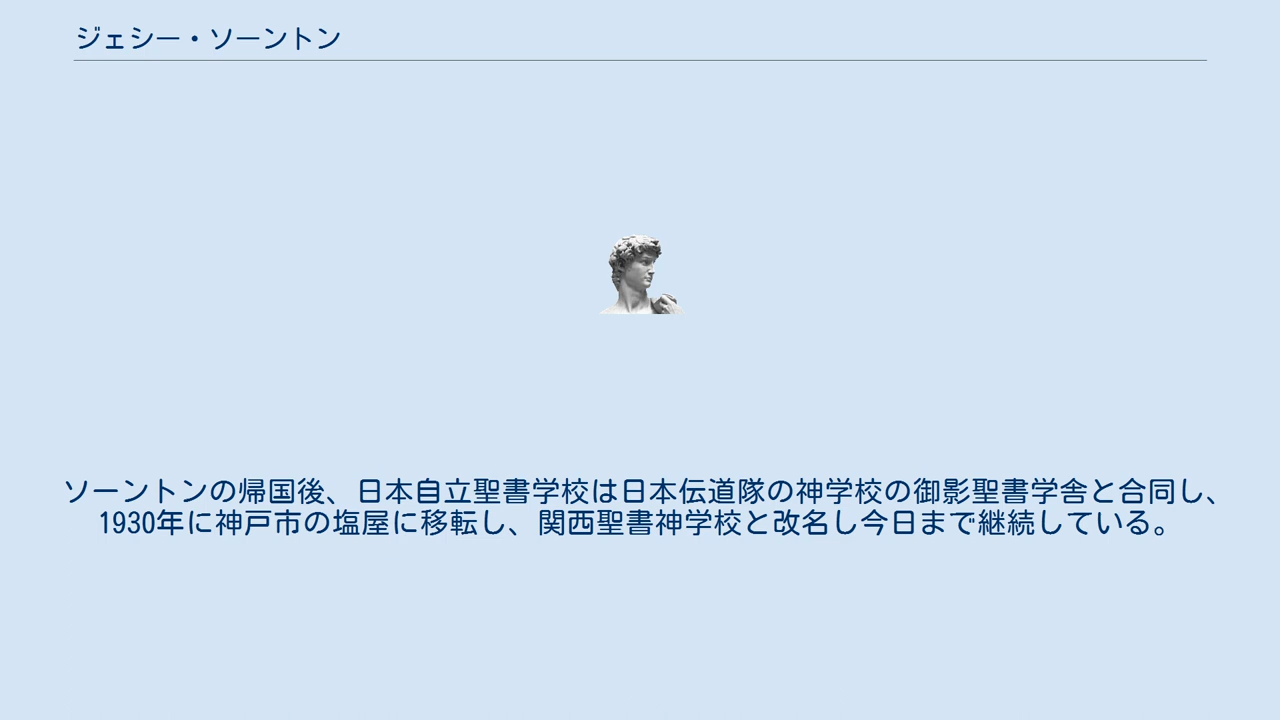 ジェシー・ソーントン
ソーントンの帰国後、日本自立聖書学校は日本伝道隊の神学校の御影聖書学舎と合同し、
1930年に神戸市の塩屋に移転し、関西聖書神学校と改名し今日まで継続している。